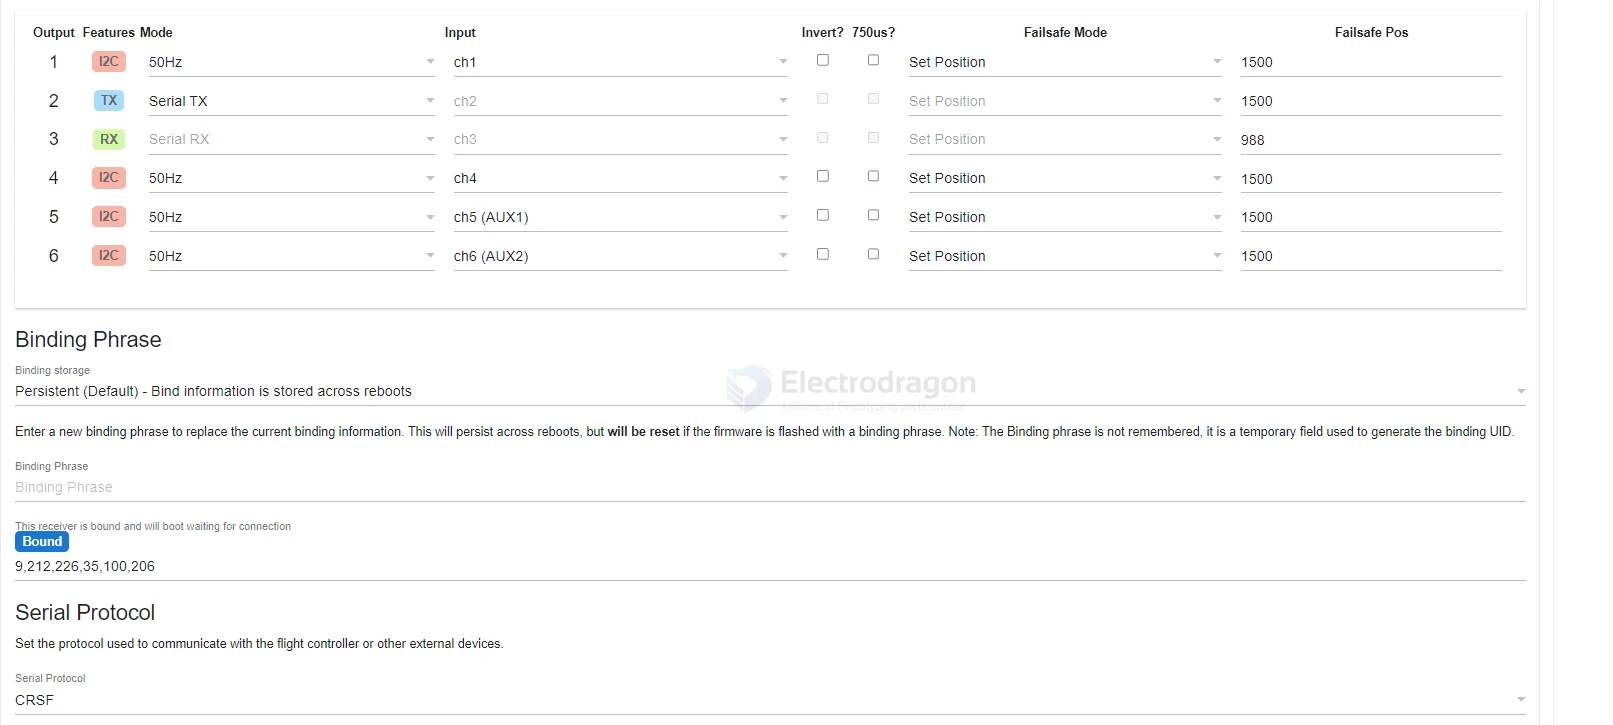 Output Features Mode Input Invert? 750us? Failsafe Mode Failsafe Pos
1 I2C 50Hz ch1 Set Position 1500
2 TX Serial TX ch2 Set Position 1500
3 RX Serial RX ch3 Set Position 988
4 I2C 50Hz ch4 Set Position 1500
5 I2C 50Hz ch5 (AUX1) Set Position 1500
6 I2C 50Hz ch6 (AUX2) Set Position 1500
Binding Phrase
Binding storage
Persistent (Default) - Bind information is stored across reboots
Electrodragon
Millions of Prototyping parts online!
Enter a new binding phrase to replace the current binding information. This will persist across reboots, but will be reset if the firmware is flashed with a binding phrase. Note: The Binding phrase is not remembered, it is a temporary field used to generate the binding UID.
Binding Phrase
Binding Phrase
This receiver is bound and will boot waiting for connection
Bound
9,212,226,35,100,206
Serial Protocol
Set the protocol used to communicate with the flight controller or other external devices.
Serial Protocol
CRSF